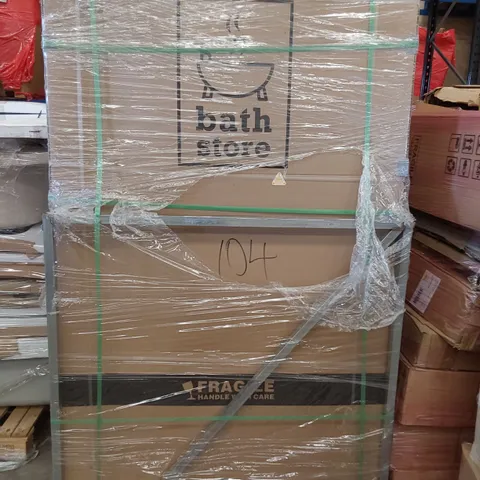 bath
store
104
FRAGILE
HANDLE WITH CARE